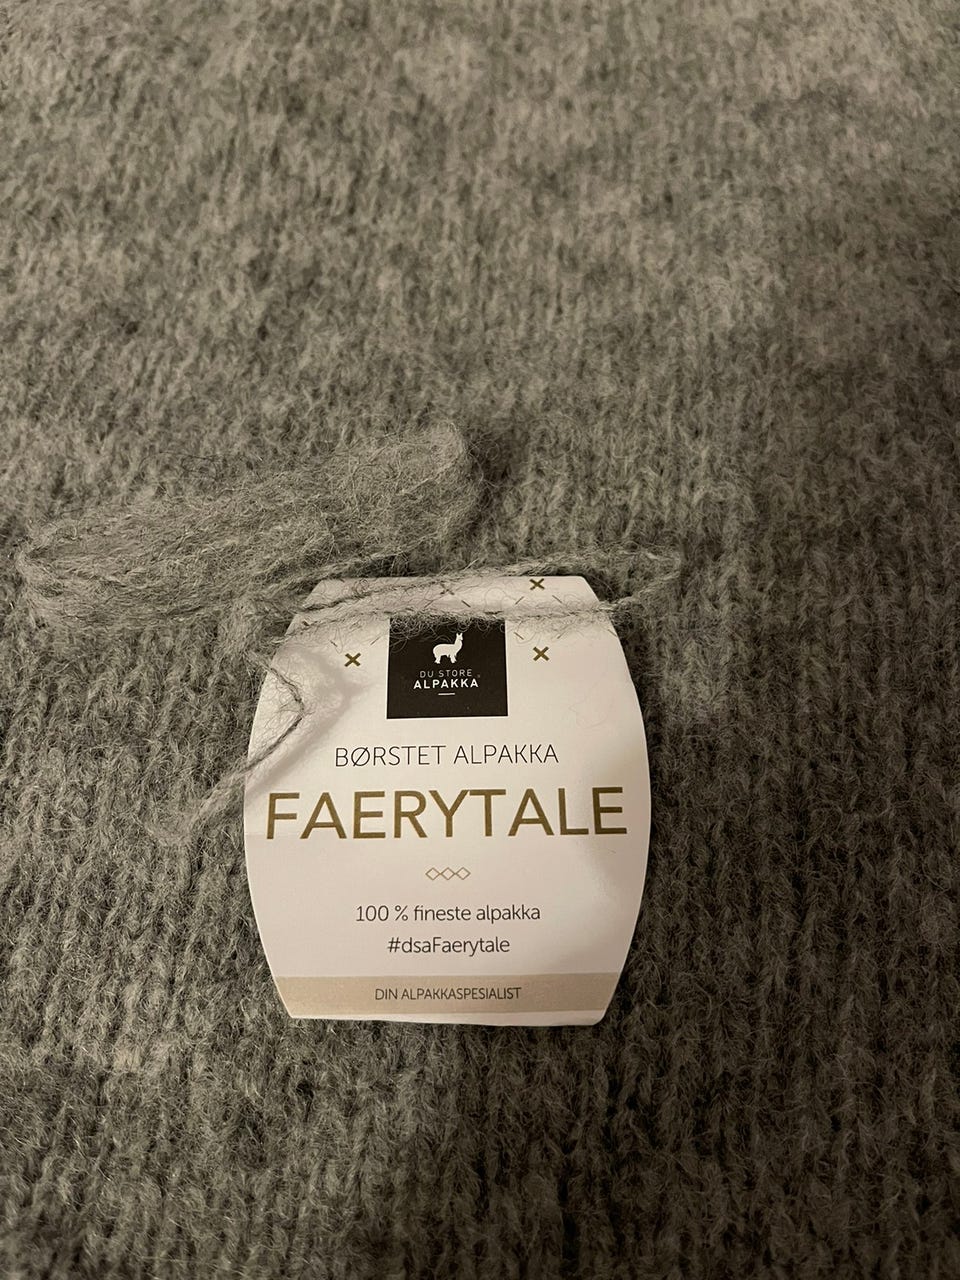 DU STORE
ALPAKKA
BØRSTET ALPAKKA
FAERYTALE
100 % fineste alpakka
#dsaFaerytale
DIN ALPAKKASPESIALIST